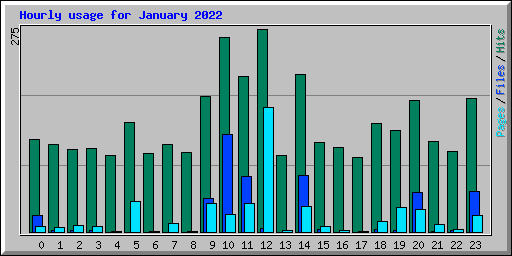 Hourly usage for January 2022
275
Pages/Files/Hits
0 1 2 3 4 5 6 7 8 9 10 11 12 13 14 15 16 17 18 19 20 21 22 23